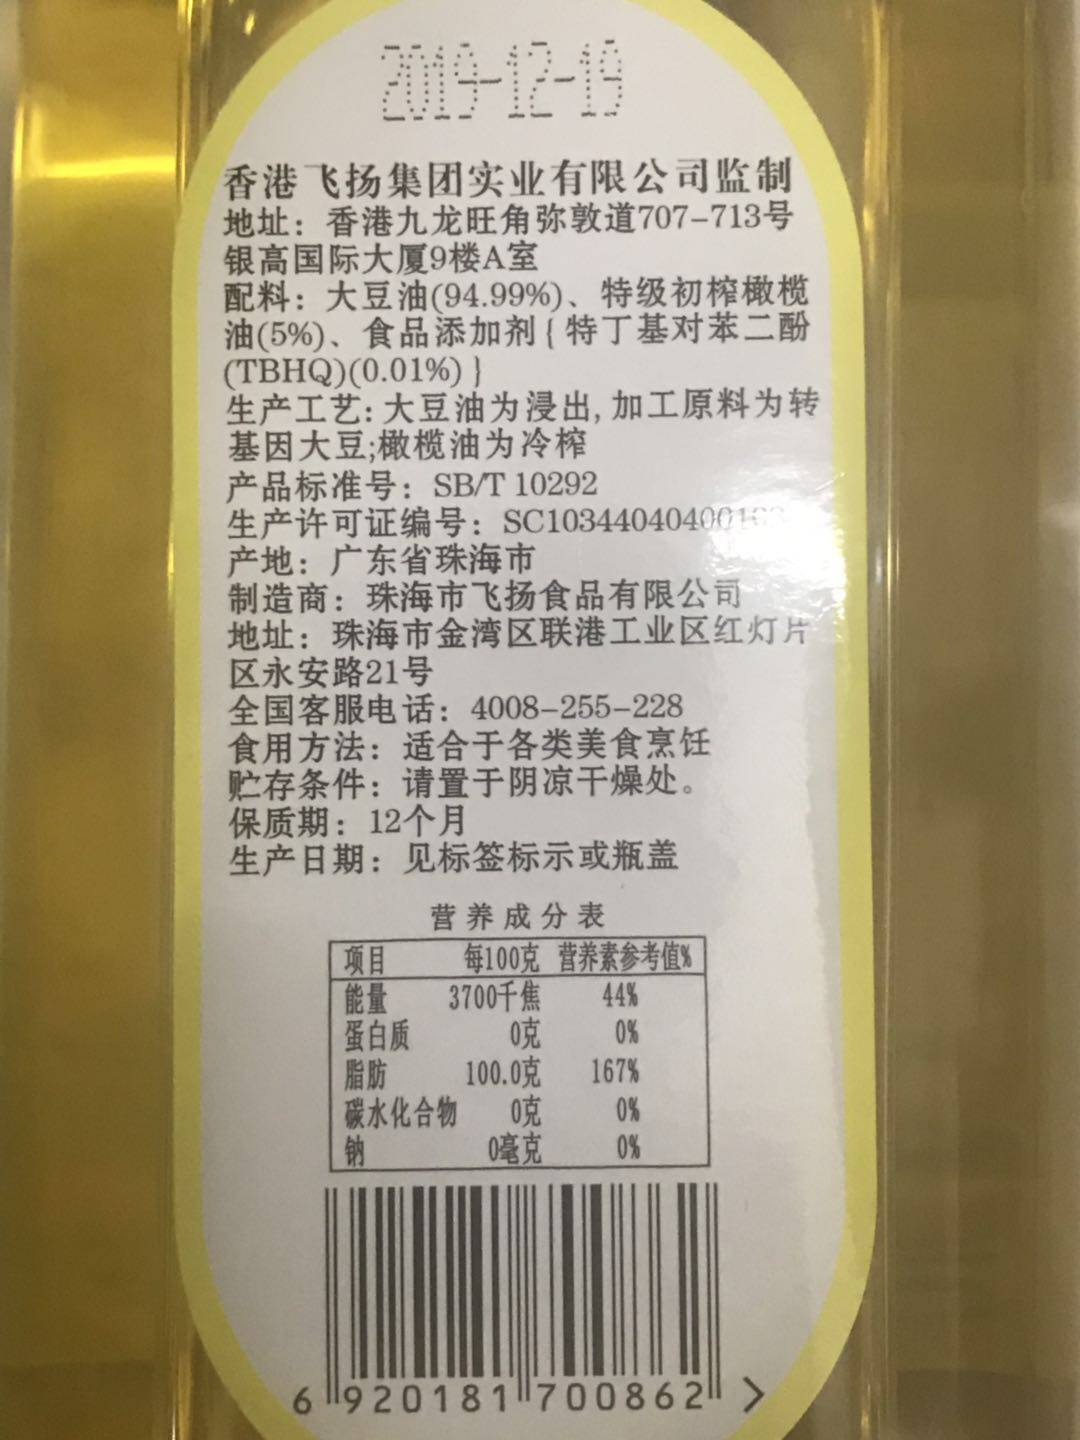 2019-12-19
香港飞扬集团实业有限公司监制
地址：香港九龙旺角弥敦道707-713号
银高国际大厦9楼A室
配料：大豆油(94.99%)、特级初榨橄榄
油(5%)、食品添加剂{特丁基对苯二酚
(TBHQ)(0.01%)}
生产工艺:大豆油为浸出,加工原料为转
基因大豆;橄榄油为冷榨
产品标准号：SB/T 10292
生产许可证编号：
产地：广东省珠海市
制造商：珠海市飞扬食品有限公司
地址：珠海市金湾区联港工业区红灯片
区永安路21号
全国客服电话：4008-255-228
食用方法：适合于各类美食烹饪
贮存条件：请置于阴凉干燥处。
保质期：12个月
生产日期：见标签标示或瓶盖
营养成分表
项目 每100克 营养素参考值%
能量 3700千焦 44%
蛋白质 0克 0%
脂肪 100.0克 167%
碳水化合物 0克 0%
钠 0毫克 0%
6 920181 700862 >